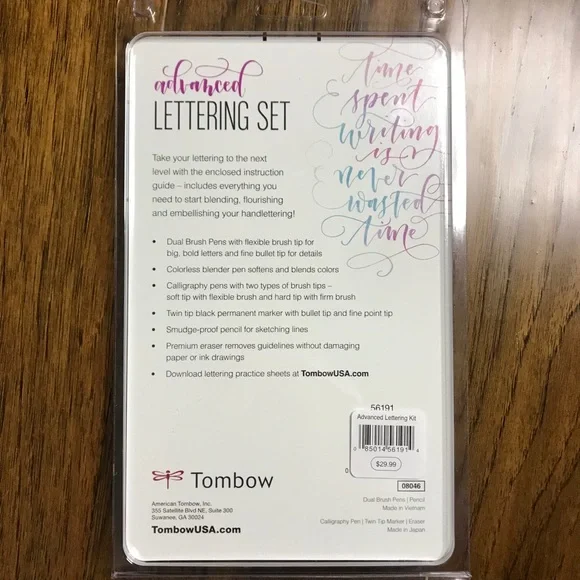 advanced
LETTERING SET
time
spent
writing
is
never
wasted
time
Take your lettering to the next
level with the enclosed instruction
guide – includes everything you
need to start blending, flourishing
and embellishing your handlettering!
• Dual Brush Pens with flexible brush tip for
big, bold letters and fine bullet tip for details
• Colorless blender pen softens and blends colors
• Calligraphy pens with two types of brush tips –
soft tip with flexible brush and hard tip with firm brush
• Twin tip black permanent marker with bullet tip and fine point tip
• Smudge-proof pencil for sketching lines
• Premium eraser removes guidelines without damaging
paper or ink drawings
• Download lettering practice sheets at TombowUSA.com
56191
Advanced Lettering Kit
0 85014 56191 4
$29.99
0
08046
Tombow
American Tombow, Inc.
355 Satellite Blvd NE, Suite 300
Suwanee, GA 30024
TombowUSA.com
Dual Brush Pens | Pencil
Made in Vietnam
Calligraphy Pen | Twin Tip Marker | Eraser
Made in Japan